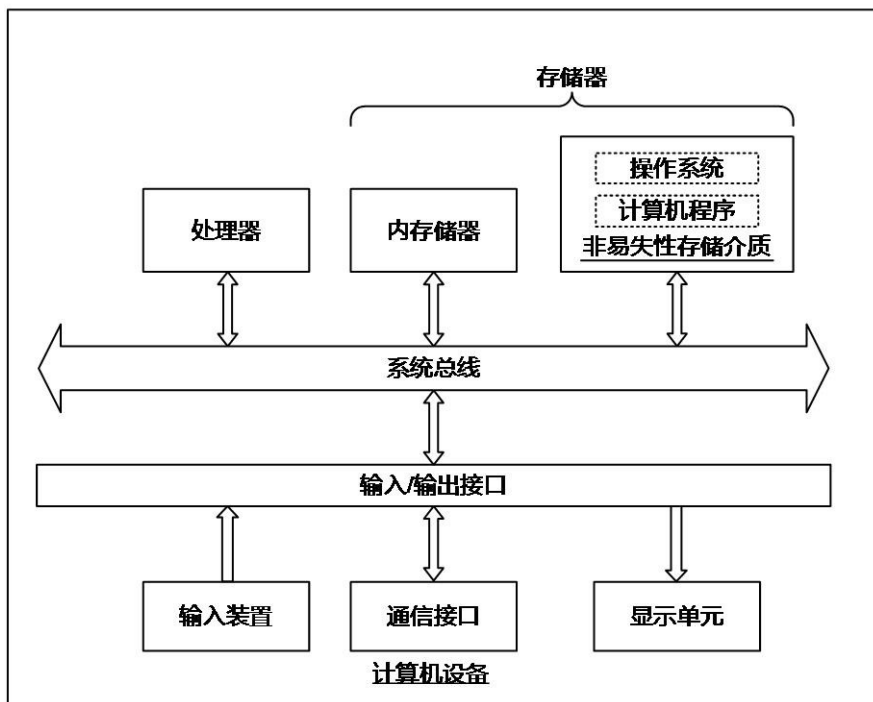 存储器
操作系统
计算机程序
非易失性存储介质
处理器
内存储器
系统总线
输入/输出接口
输入装置
通信接口
显示单元
计算机设备